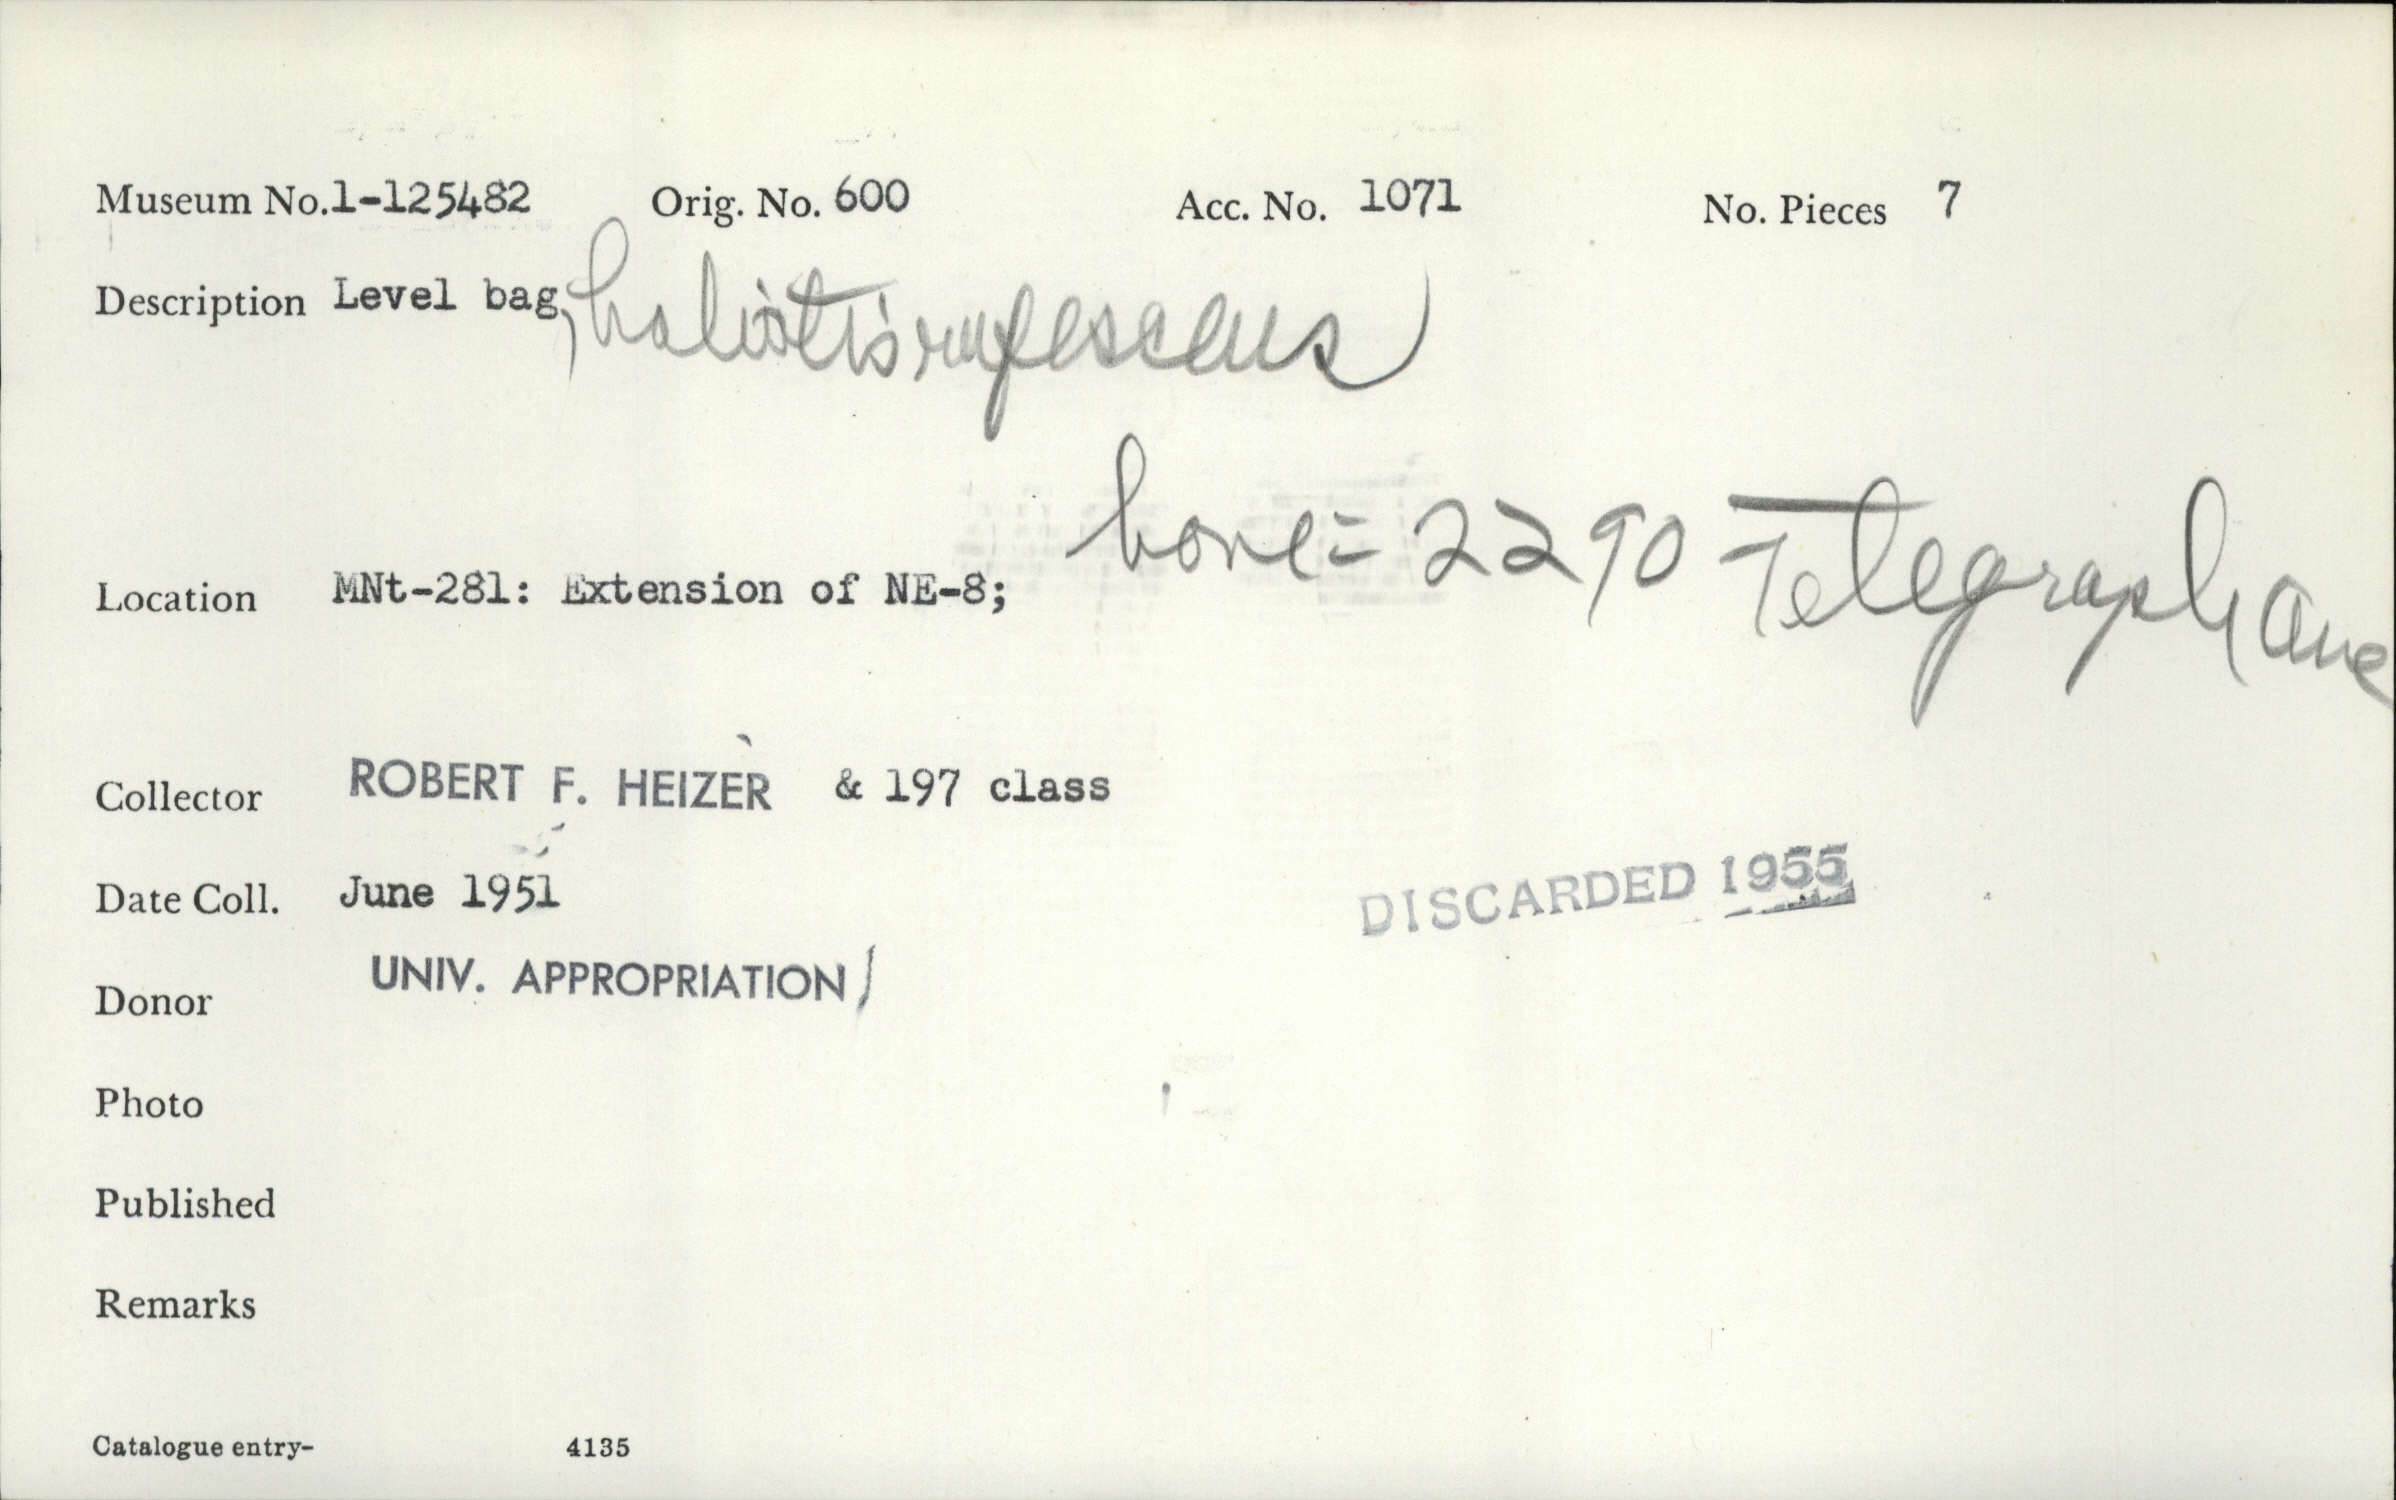 Museum No. 1-125482 Orig. No. 600 Acc. No. 1071 No. Pieces 7
Description Level bag, haliotis rufescens
bone = 2290 Telegraph Ave
Location MNt-281: Extension of NE-8;
Collector ROBERT F. HEIZER & 197 class
Date Coll. June 1951
DISCARDED 1955
Donor UNIV. APPROPRIATION
Photo
Published
Remarks
Catalogue entry- 4135